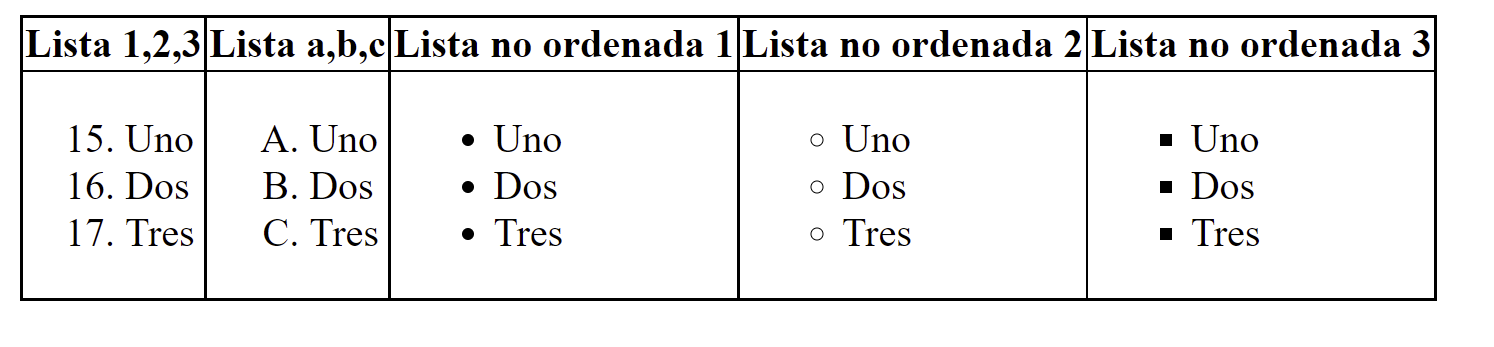 Lista 1,2,3 Lista a,b,c Lista no ordenada 1 Lista no ordenada 2 Lista no ordenada 3
15. Uno A. Uno • Uno ○ Uno ▪ Uno
16. Dos B. Dos • Dos ○ Dos ▪ Dos
17. Tres C. Tres • Tres ○ Tres ▪ Tres